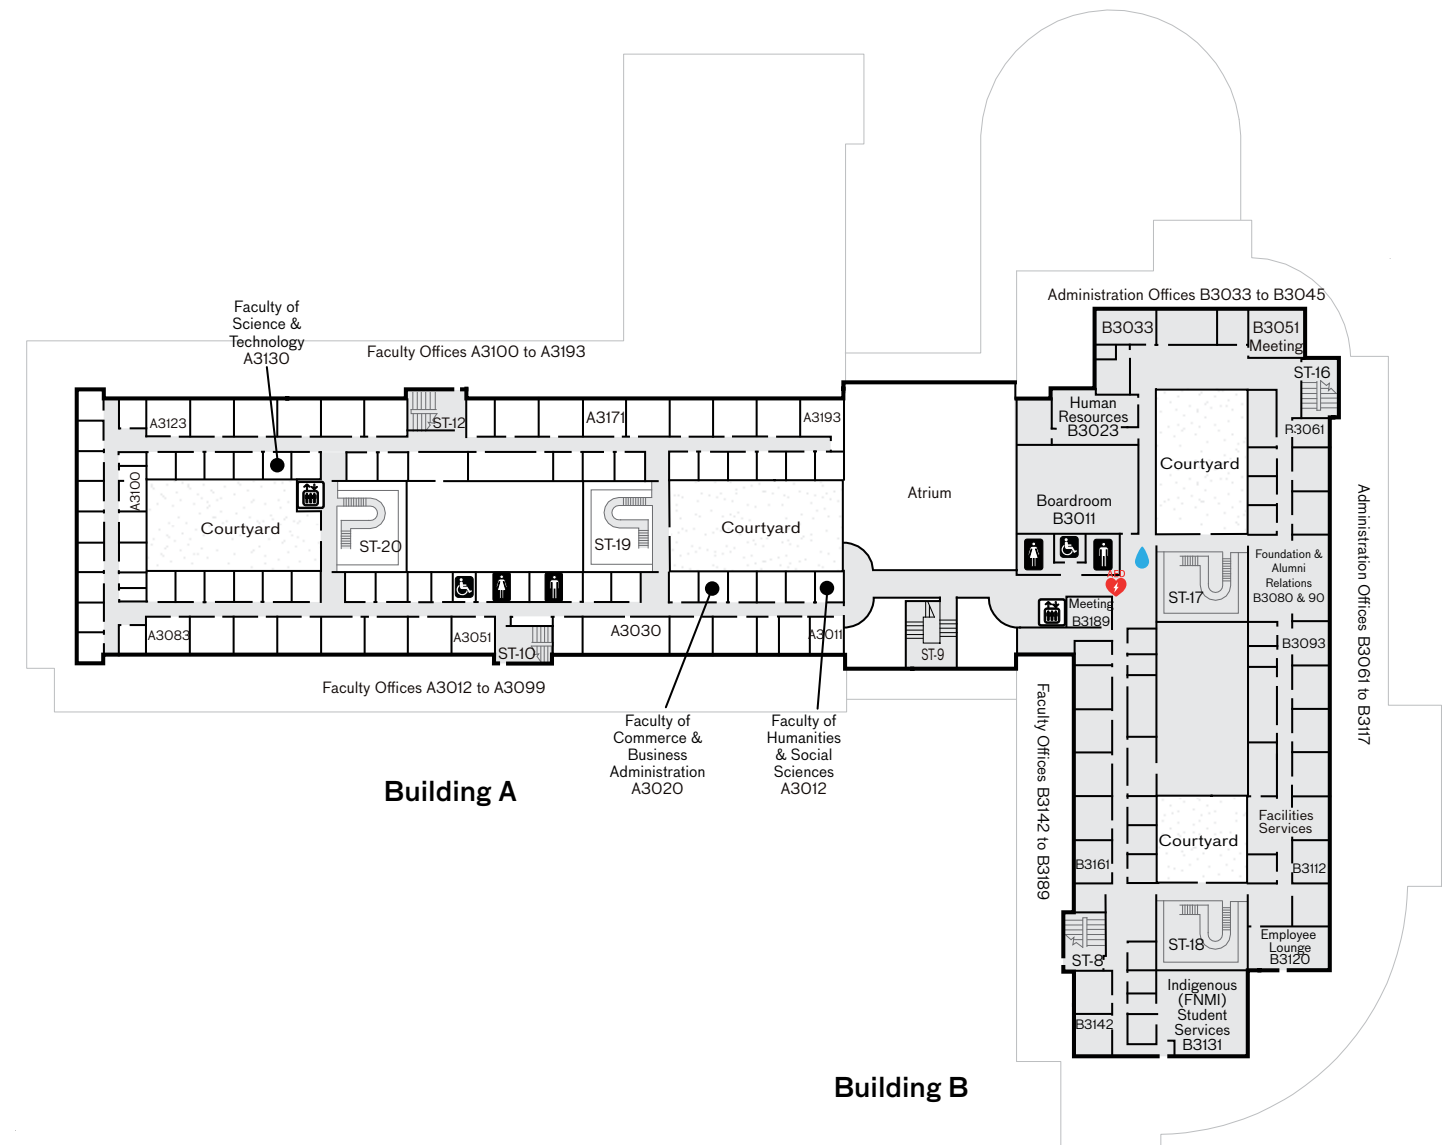 Administration Offices B3033 to B3045
B3033
B3051
Meeting
ST-16
Human
Resources
B3023
B3061
Courtyard
Boardroom
B3011
Foundation &
Alumni
Relations
B3080 & 90
AED
ST-17
Meeting
B3189
B3093
Administration Offices B3061 to B3117
Faculty of
Science &
Technology
A3130
Faculty Offices A3100 to A3193
A3123
ST-12
A3171
A3193
A3100
Courtyard
ST-20
ST-19
Courtyard
Atrium
A3083
A3051
ST-10
A3030
A3011
ST-9
Faculty Offices A3012 to A3099
Faculty of
Commerce &
Business
Administration
A3020
Faculty of
Humanities
& Social
Sciences
A3012
Building A
Faculty Offices B3142 to B3189
Facilities
Services
Courtyard
B3161
B3112
ST-18
Employee
Lounge
B3120
ST-8
Indigenous
(FNMI)
Student
Services
B3131
B3142
Building B